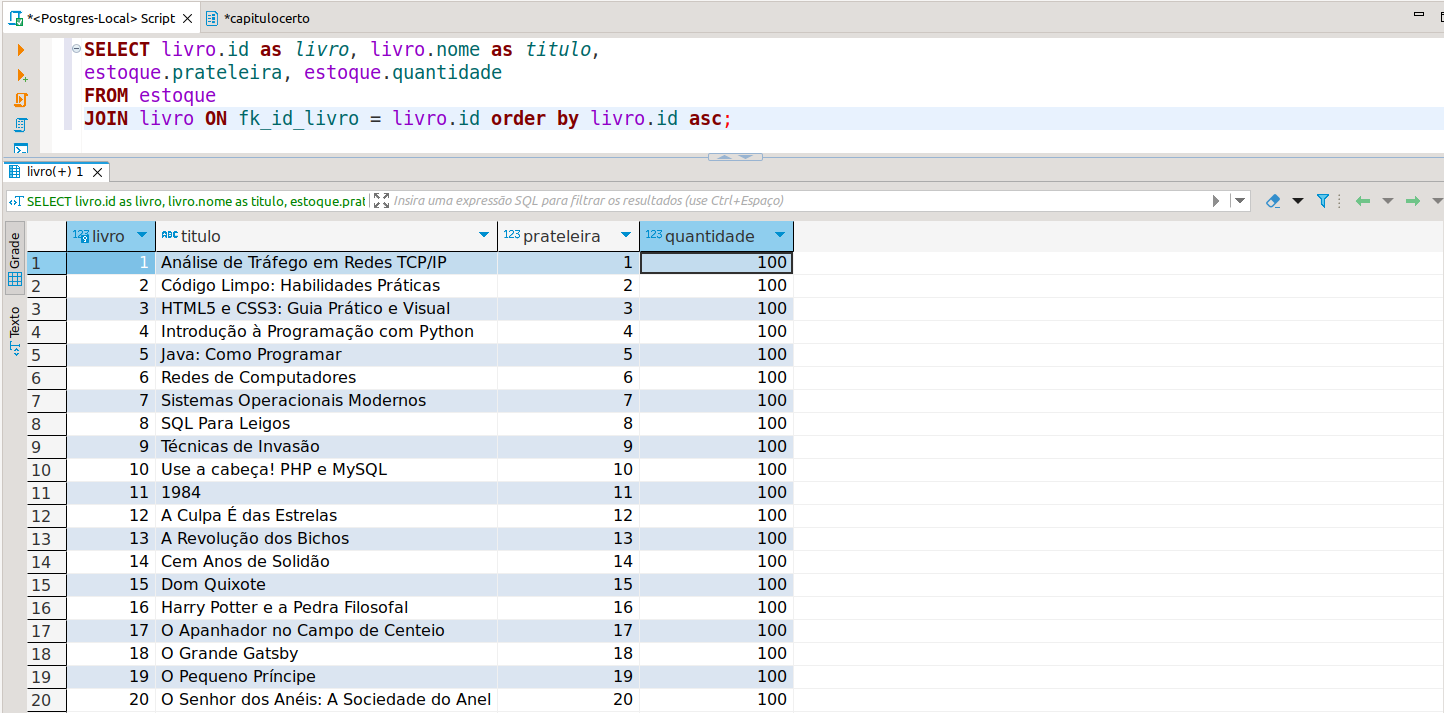 *<Postgres-Local> Script
*capitulocerto
SELECT livro.id as livro, livro.nome as titulo,
estoque.prateleira, estoque.quantidade
FROM estoque
JOIN livro ON fk_id_livro = livro.id order by livro.id asc;
livro(+) 1
SELECT livro.id as livro, livro.nome as titulo, estoque.prat
Insira uma expressão SQL para filtrar os resultados (use Ctrl+Espaço)
Grade
Texto
123 livro ABC titulo 123 prateleira 123 quantidade
1 1 Análise de Tráfego em Redes TCP/IP 1 100
2 2 Código Limpo: Habilidades Práticas 2 100
3 3 HTML5 e CSS3: Guia Prático e Visual 3 100
4 4 Introdução à Programação com Python 4 100
5 5 Java: Como Programar 5 100
6 6 Redes de Computadores 6 100
7 7 Sistemas Operacionais Modernos 7 100
8 8 SQL Para Leigos 8 100
9 9 Técnicas de Invasão 9 100
10 10 Use a cabeça! PHP e MySQL 10 100
11 11 1984 11 100
12 12 A Culpa É das Estrelas 12 100
13 13 A Revolução dos Bichos 13 100
14 14 Cem Anos de Solidão 14 100
15 15 Dom Quixote 15 100
16 16 Harry Potter e a Pedra Filosofal 16 100
17 17 O Apanhador no Campo de Centeio 17 100
18 18 O Grande Gatsby 18 100
19 19 O Pequeno Príncipe 19 100
20 20 O Senhor dos Anéis: A Sociedade do Anel 20 100